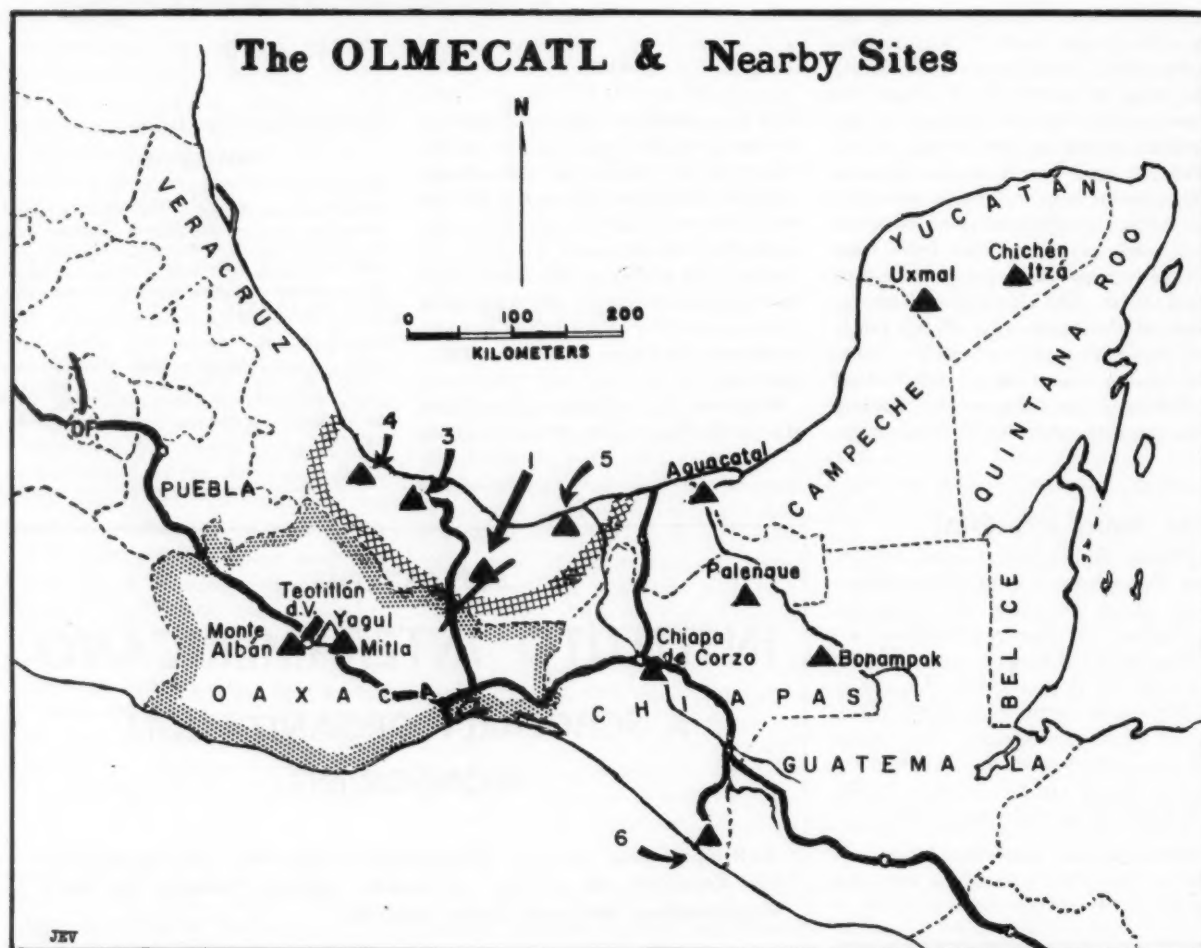 The OLMECATL & Nearby Sites
N
VERACRUZ
YUCATÁN
Chichén
Itzá
Uxmal
QUINTANA ROO
0 100 200
KILOMETERS
CAMPECHE
DF
4
3
1
5
Aguacatal
PUEBLA
Palenque
BELICE
Teotitlán
d.V.
Yagul
Monte
Albán
Mitla
Chiapa
de Corzo
Bonampak
OAXACA
CHIAPAS
GUATEMALA
6
JEV